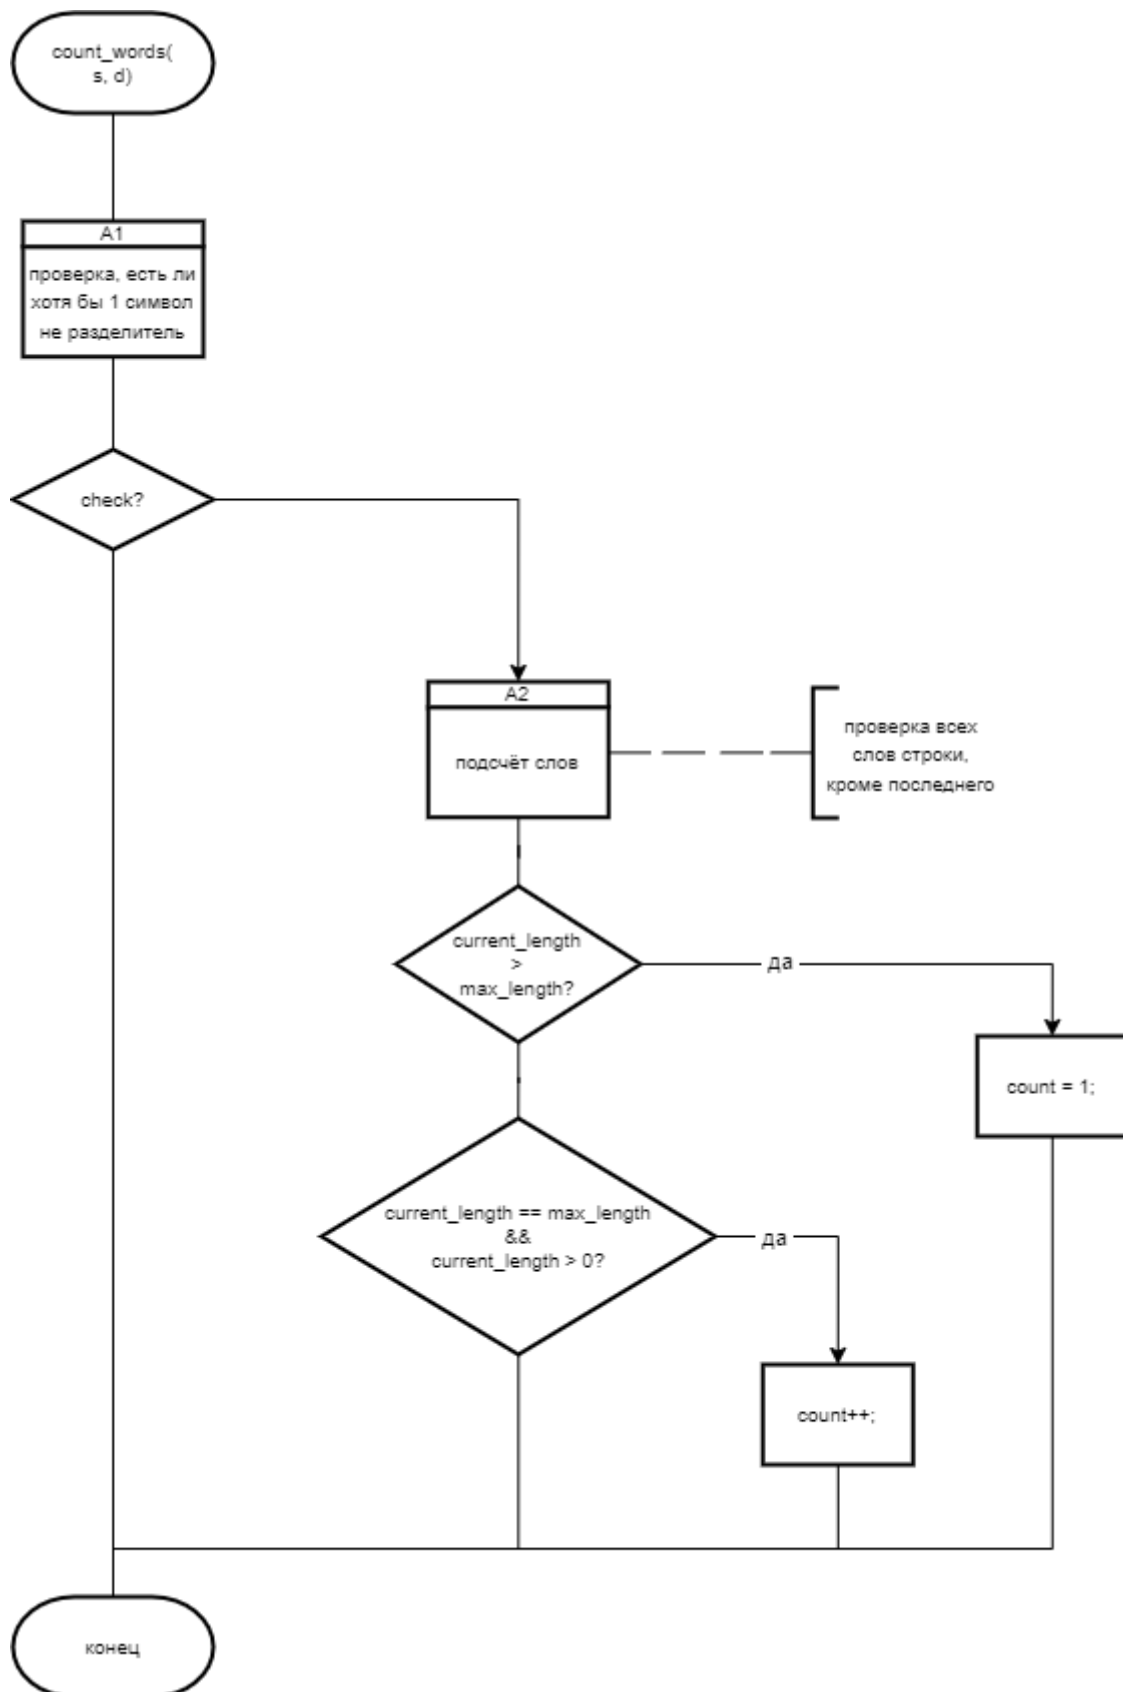 count_words(
s, d)
A1
проверка, есть ли
хотя бы 1 символ
не разделитель
check?
A2
подсчёт слов
проверка всех
слов строки,
кроме последнего
current_length
>
max_length?
да
count = 1;
current_length == max_length
&&
current_length > 0?
да
count++;
конец